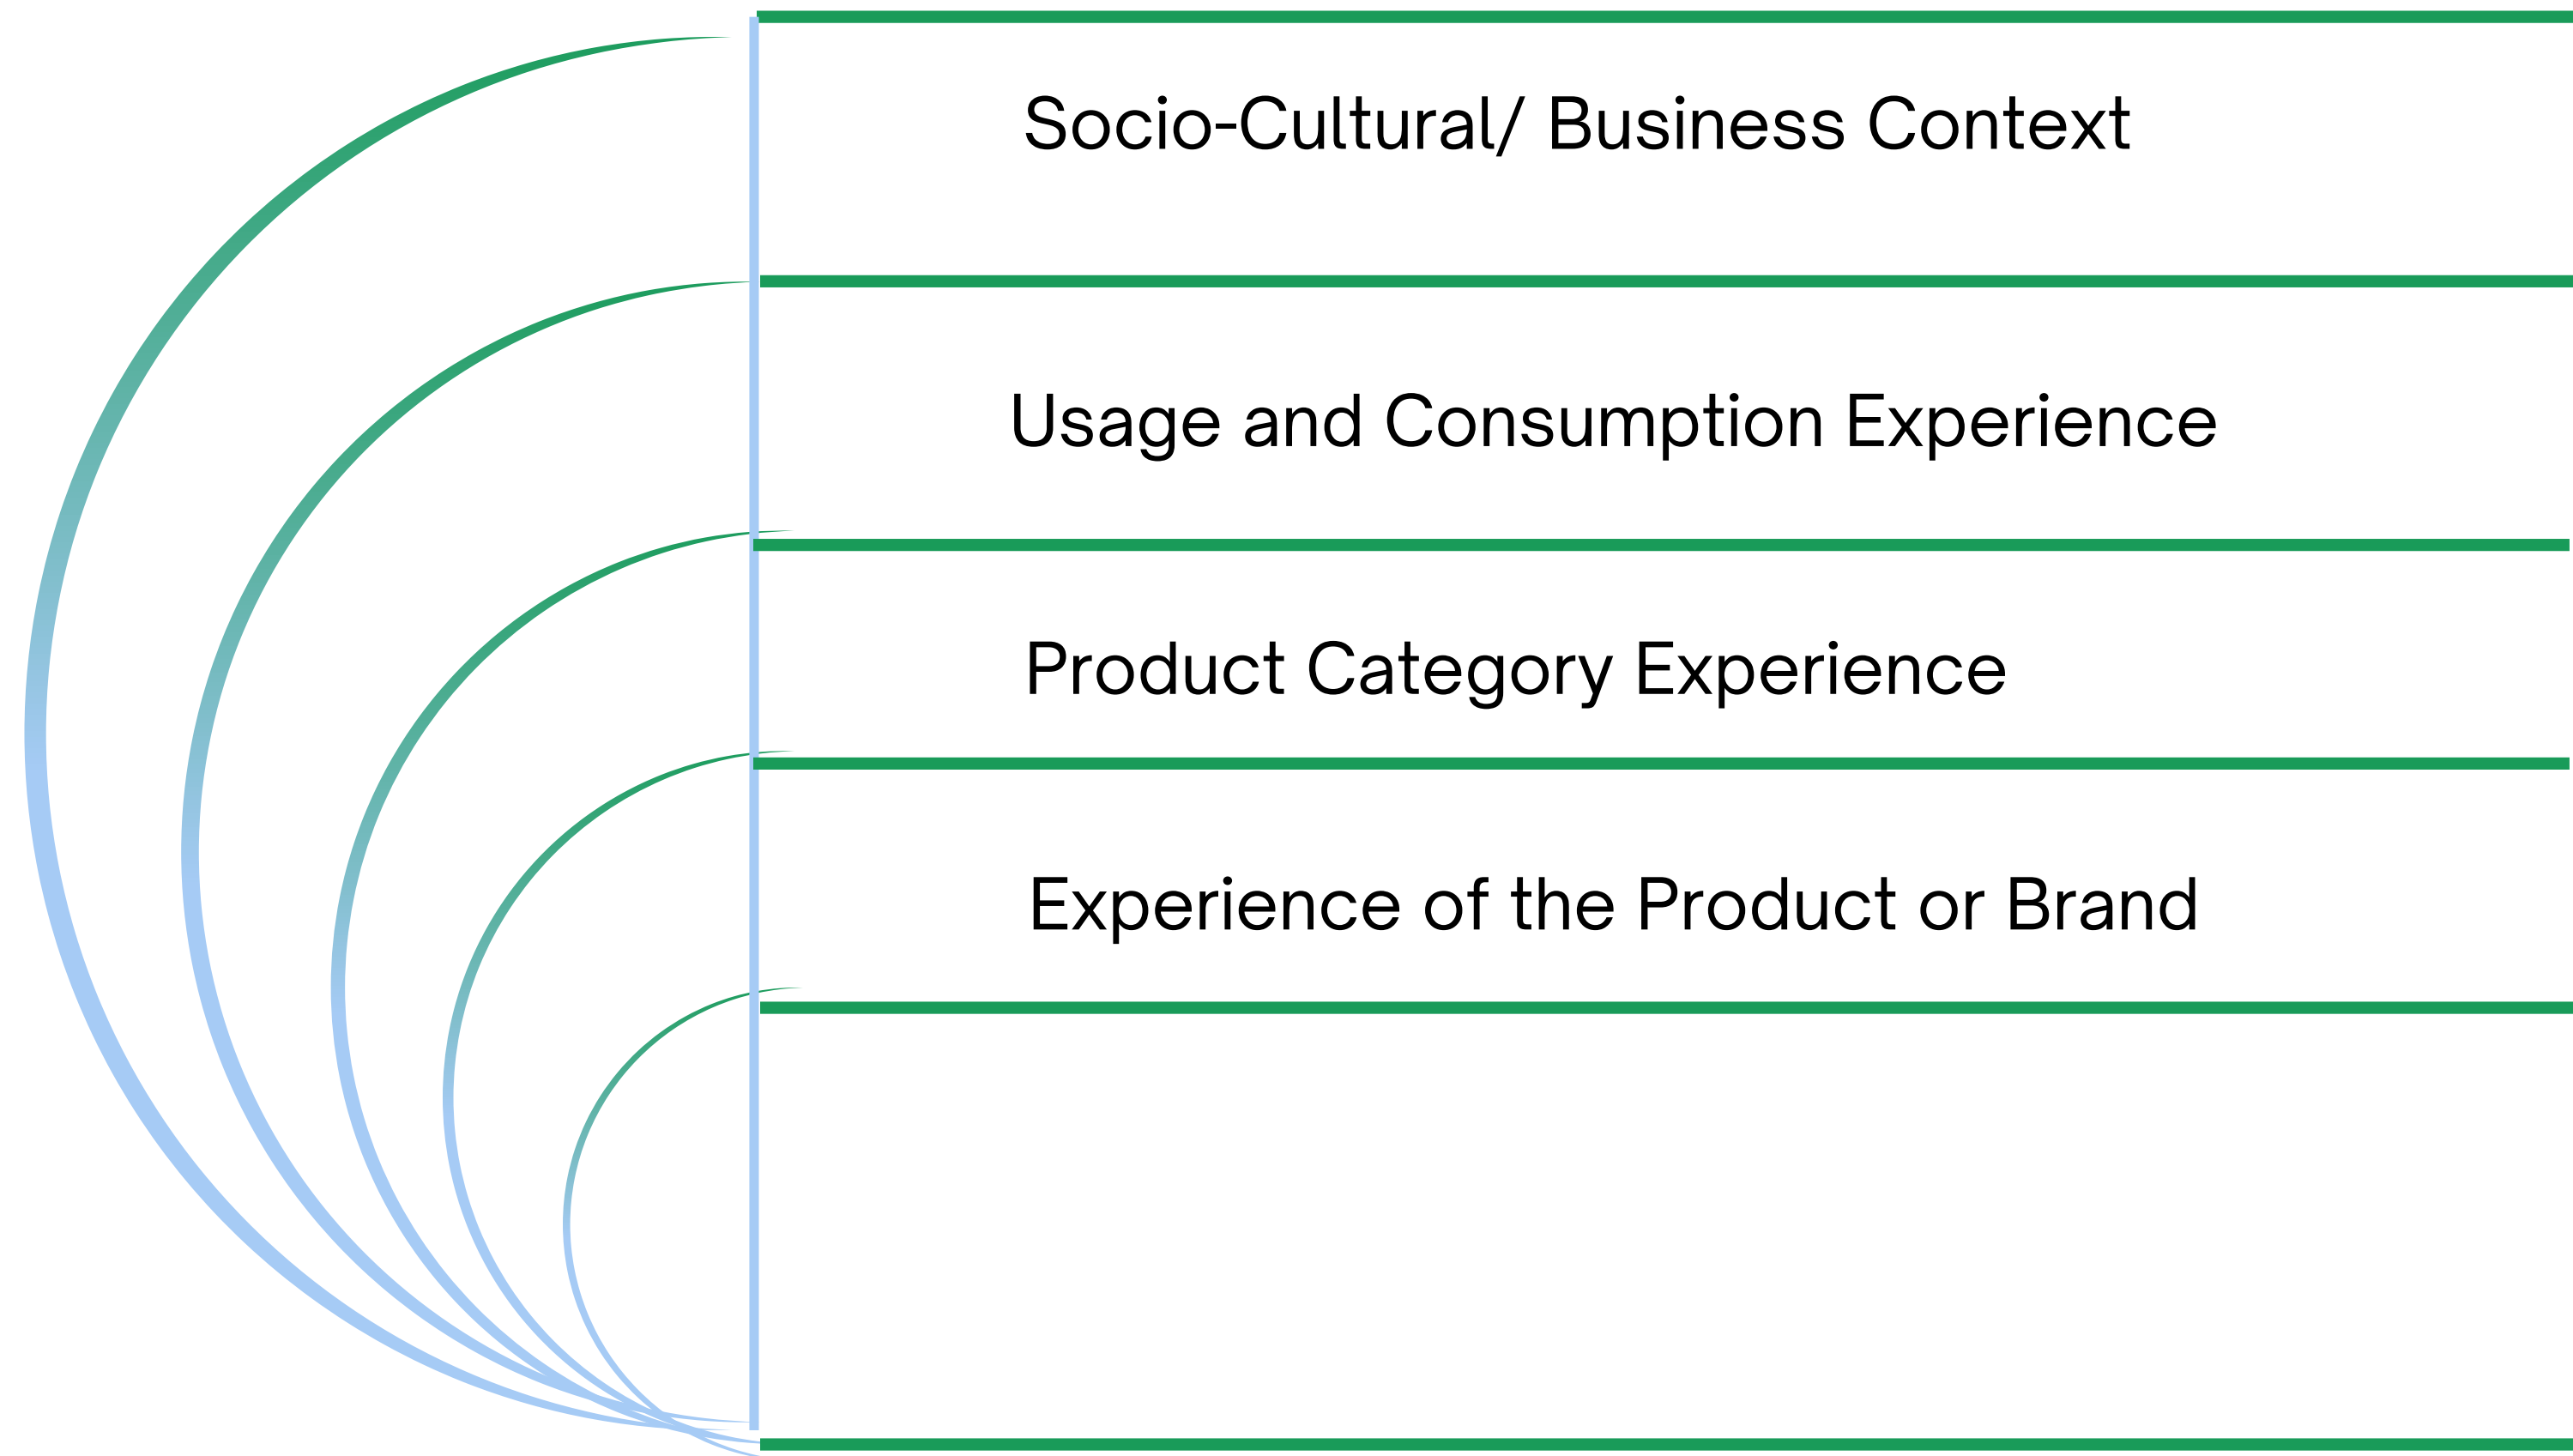 Socio-Cultural/ Business Context
Usage and Consumption Experience
Product Category Experience
Experience of the Product or Brand